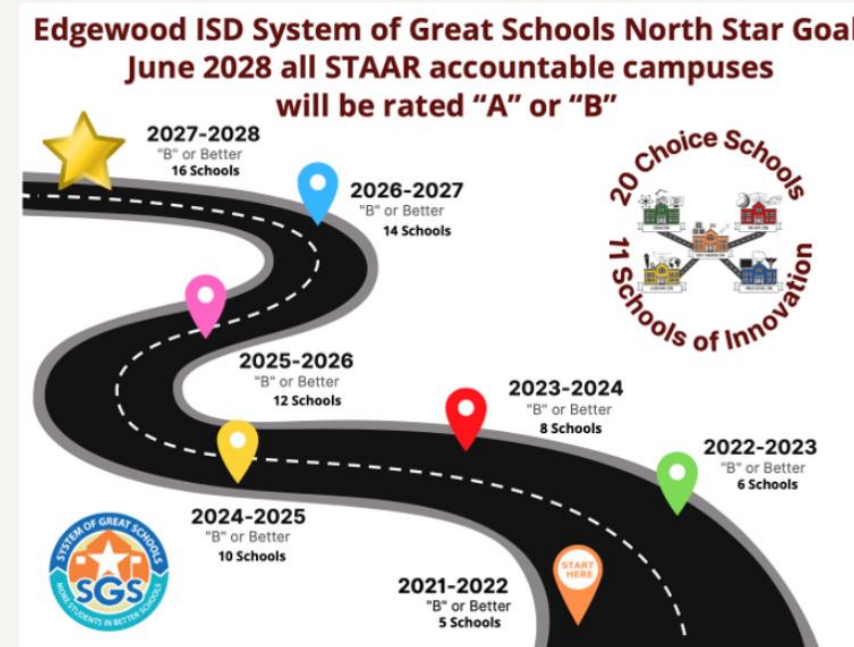 Edgewood ISD System of Great Schools North Star Goal
June 2028 all STAAR accountable campuses
will be rated “A” or “B”
2027-2028
"B" or Better
16 Schools
2026-2027
"B" or Better
14 Schools
20 Choice Schools
11 Schools of Innovation
2025-2026
"B" or Better
12 Schools
2023-2024
"B" or Better
8 Schools
2022-2023
"B" or Better
6 Schools
2024-2025
"B" or Better
10 Schools
START
HERE
2021-2022
"B" or Better
5 Schools
SYSTEM OF GREAT SCHOOLS
SGS
MORE STUDENTS IN BETTER SCHOOLS